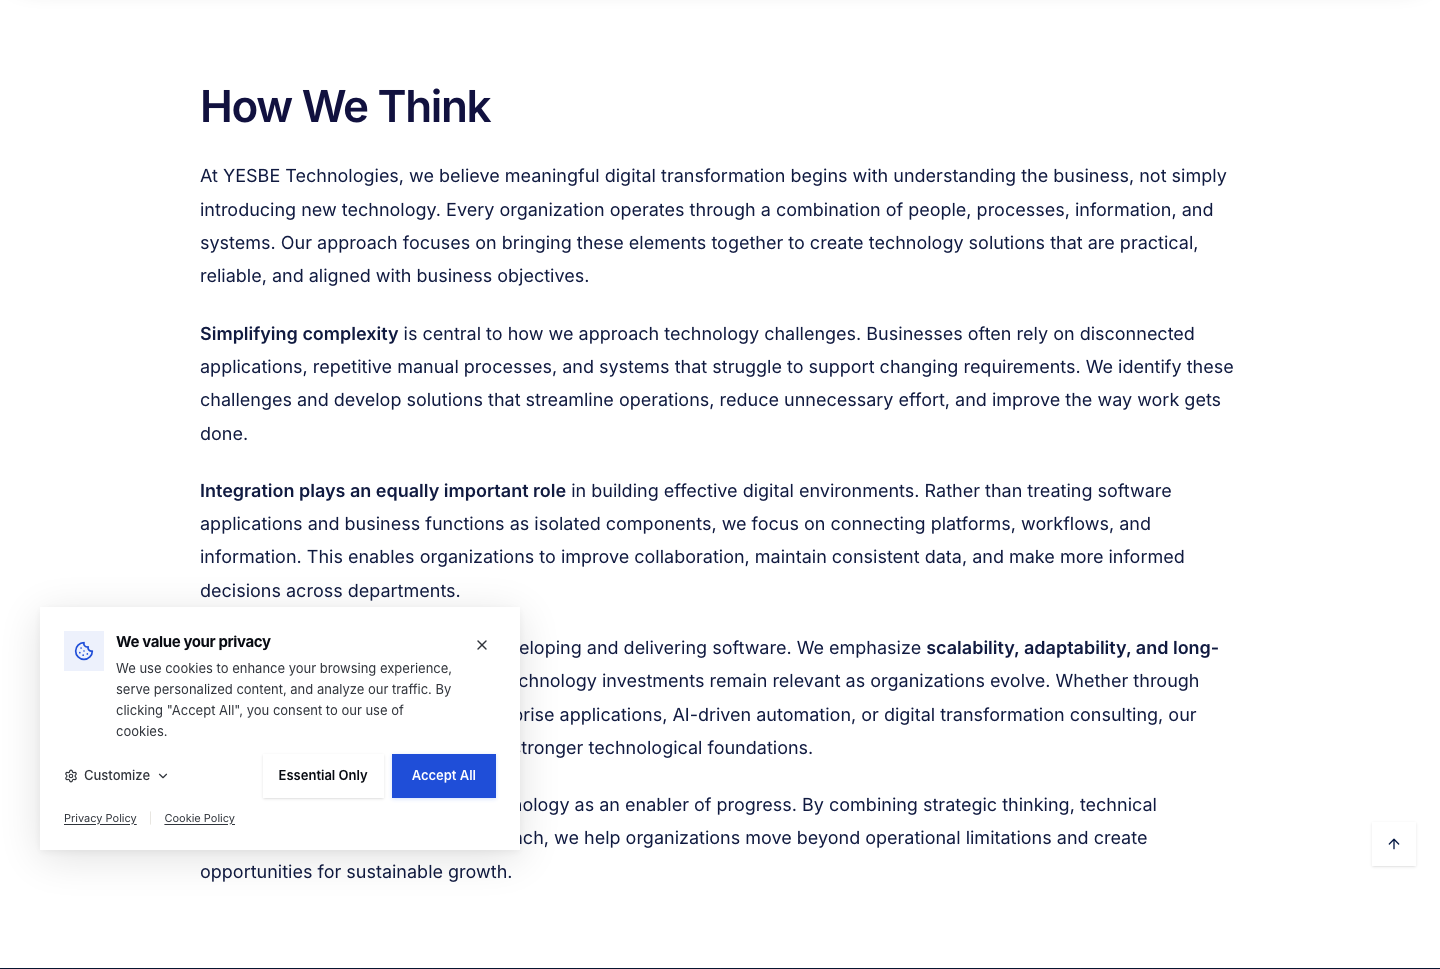 How We Think
At YESBE Technologies, we believe meaningful digital transformation begins with understanding the business, not simply
introducing new technology. Every organization operates through a combination of people, processes, information, and
systems. Our approach focuses on bringing these elements together to create technology solutions that are practical,
reliable, and aligned with business objectives.
Simplifying complexity is central to how we approach technology challenges. Businesses often rely on disconnected
applications, repetitive manual processes, and systems that struggle to support changing requirements. We identify these
challenges and develop solutions that streamline operations, reduce unnecessary effort, and improve the way work gets
done.
Integration plays an equally important role in building effective digital environments. Rather than treating software
applications and business functions as isolated components, we focus on connecting platforms, workflows, and
information. This enables organizations to improve collaboration, maintain consistent data, and make more informed
decisions across departments.
and delivering software. We emphasize scalability, adaptability, and long-
investments remain relevant as organizations evolve. Whether through
applications, AI-driven automation, or digital transformation consulting, our
technological foundations.
as an enabler of progress. By combining strategic thinking, technical
we help organizations move beyond operational limitations and create
opportunities for sustainable growth.
We value your privacy
We use cookies to enhance your browsing experience,
serve personalized content, and analyze our traffic. By
clicking "Accept All", you consent to our use of
cookies.
Customize
Essential Only
Accept All
Privacy Policy
Cookie Policy